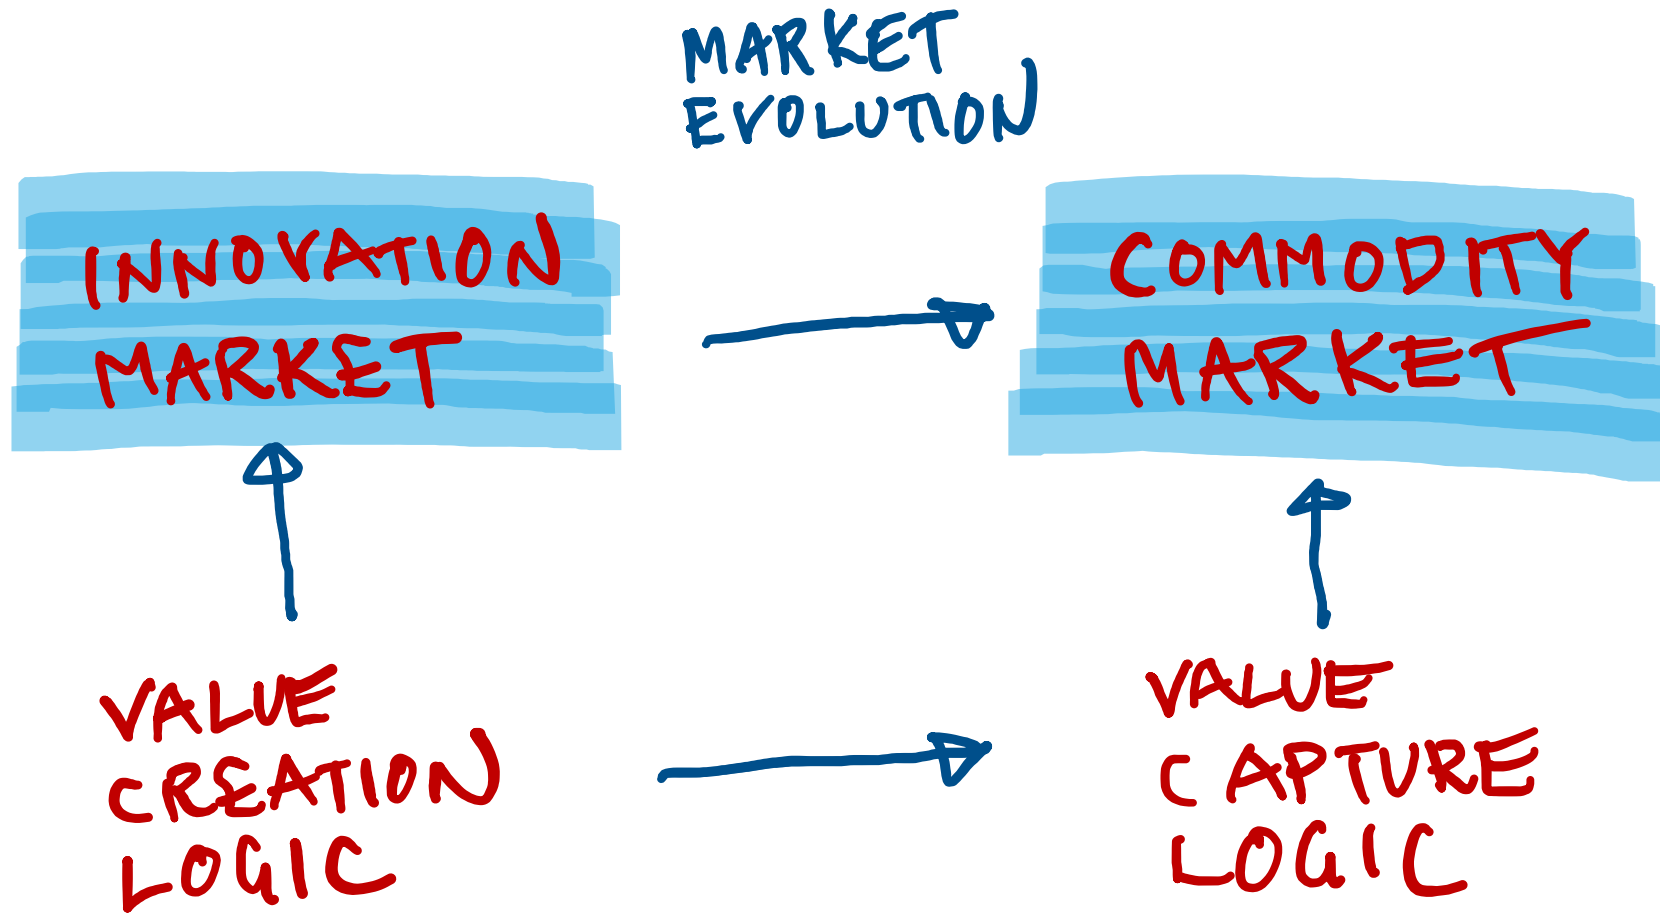 MARKET
EVOLUTION
INNOVATION
MARKET
COMMODITY
MARKET
VALUE
CREATION
LOGIC
VALUE
CAPTURE
LOGIC